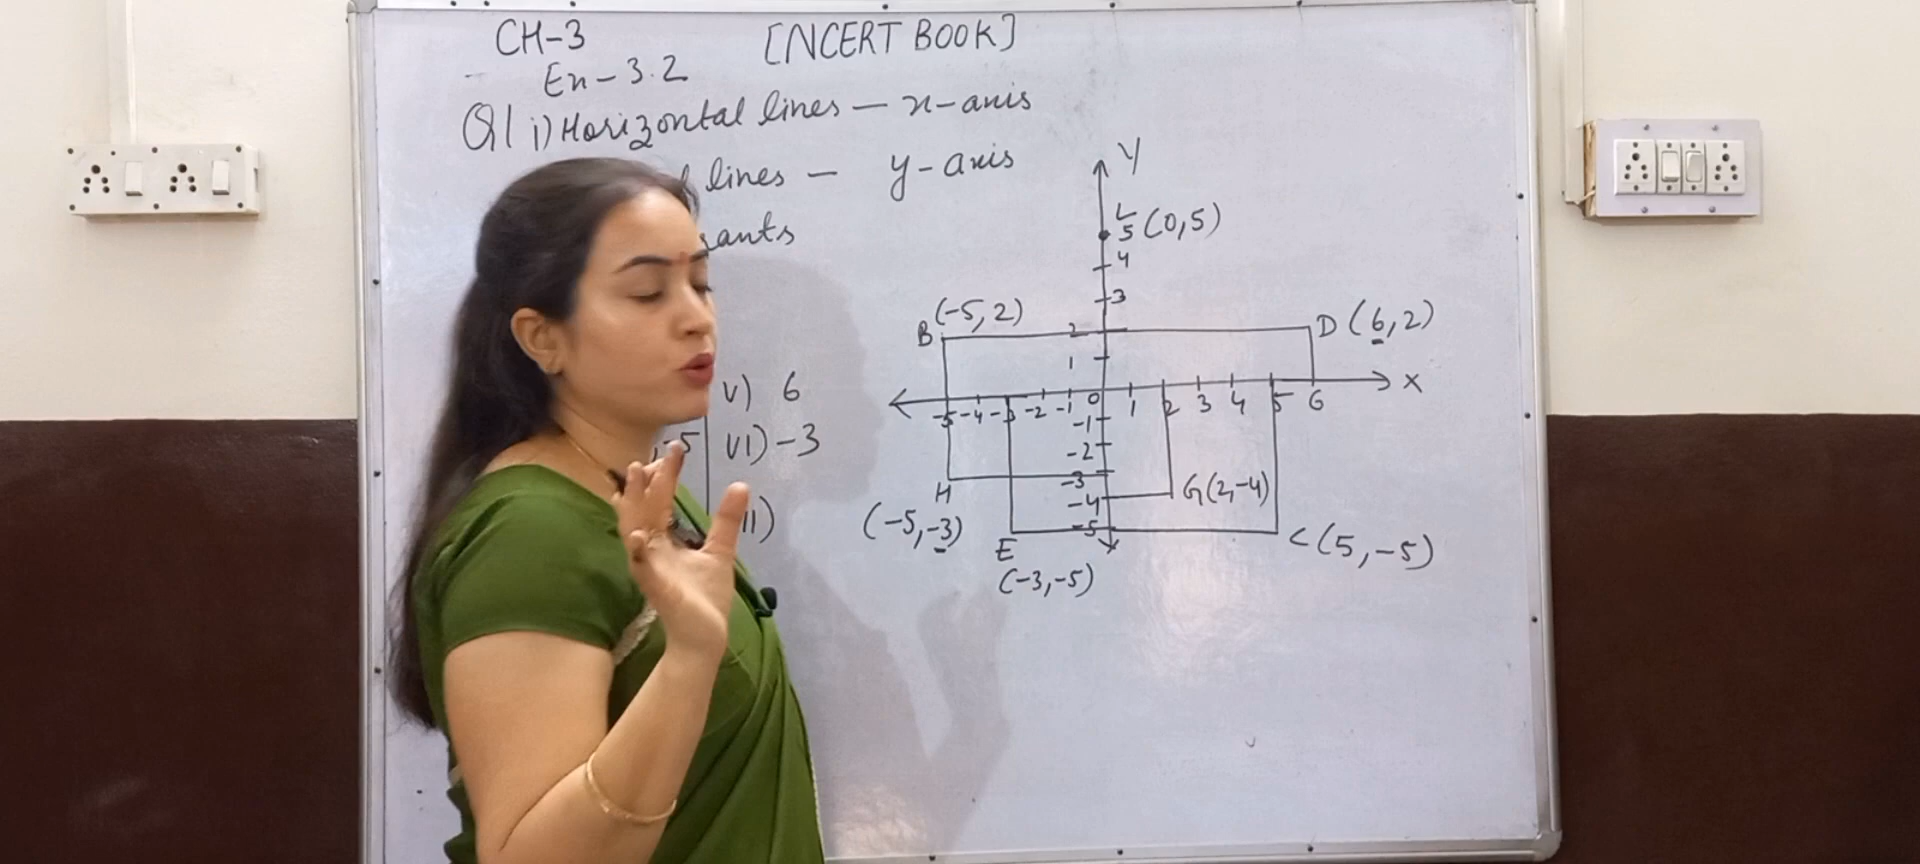 CH-3 [NCERT BOOK]
Ex-3.2
Q1 i) Horizontal lines - x-axis
lines - y-axis
v) 6
-5 vi) -3
Y
L
5 (0,5)
4
3
B (-5,2) 2 D (6,2)
1
-5 -4 -3 -2 -1 0 1 2 3 4 5 6 X
-1
-2
-3
H -4 G(2,-4)
(-5,-3) -5
E C (5,-5)
(-3,-5)